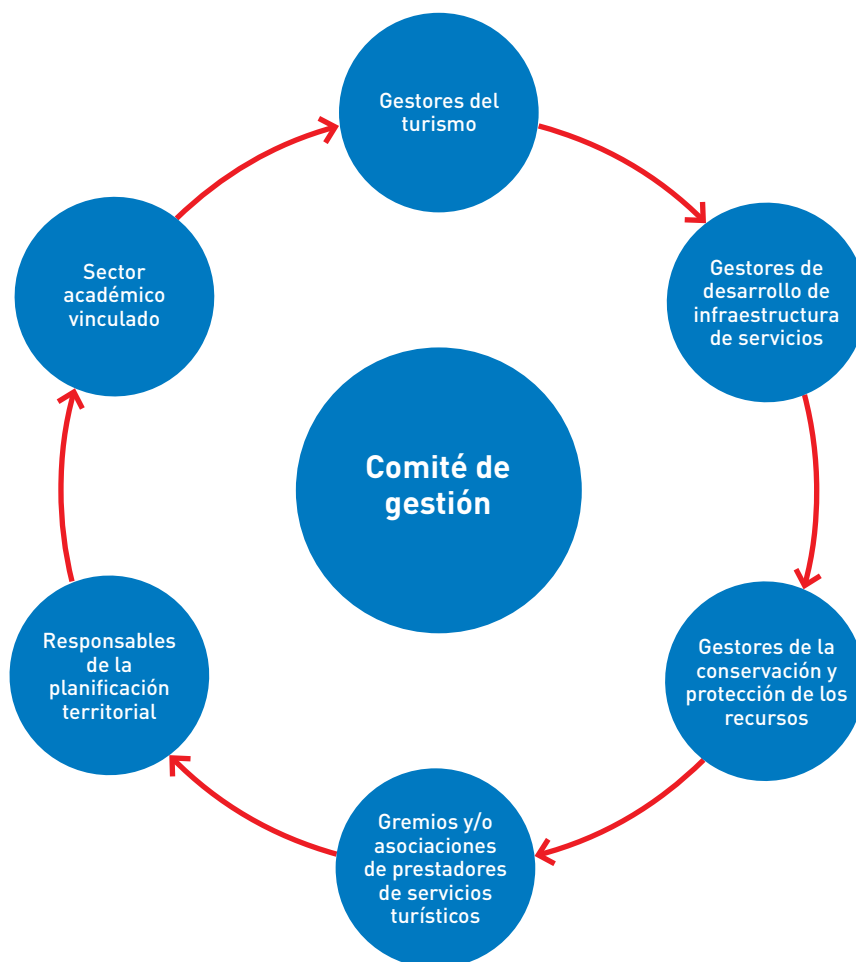 Gestores del
turismo
Gestores de
desarrollo de
infraestructura
de servicios
Gestores de la
conservación y
protección de los
recursos
Gremios y/o
asociaciones
de prestadores
de servicios
turísticos
Responsables
de la
planificación
territorial
Sector
académico
vinculado
Comité de
gestión